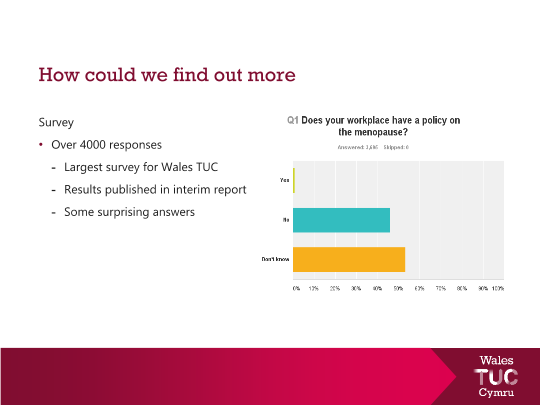 How could we find out more
Survey
• Over 4000 responses
- Largest survey for Wales TUC
- Results published in interim report
- Some surprising answers
Q1 Does your workplace have a policy on
the menopause?
Skipped: 0
Yes
No
Don't know
0% 10% 20% 30% 40% 50% 60% 70% 80% 90% 100%
Wales
TUC
Cymru